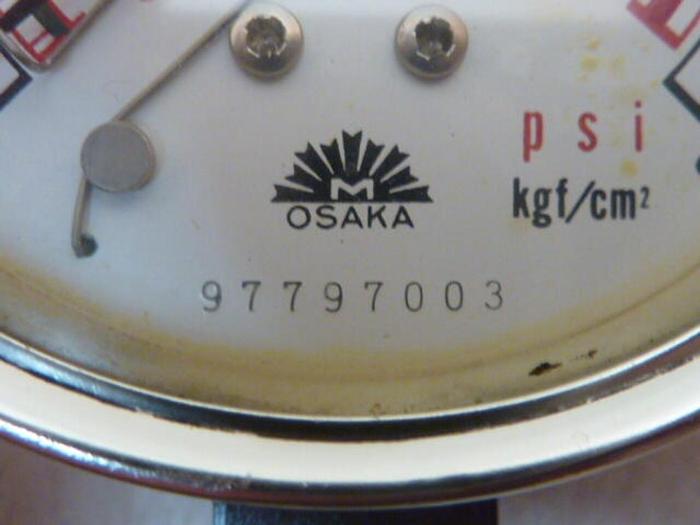 M
OSAKA
psi
kgf/cm²
97797003